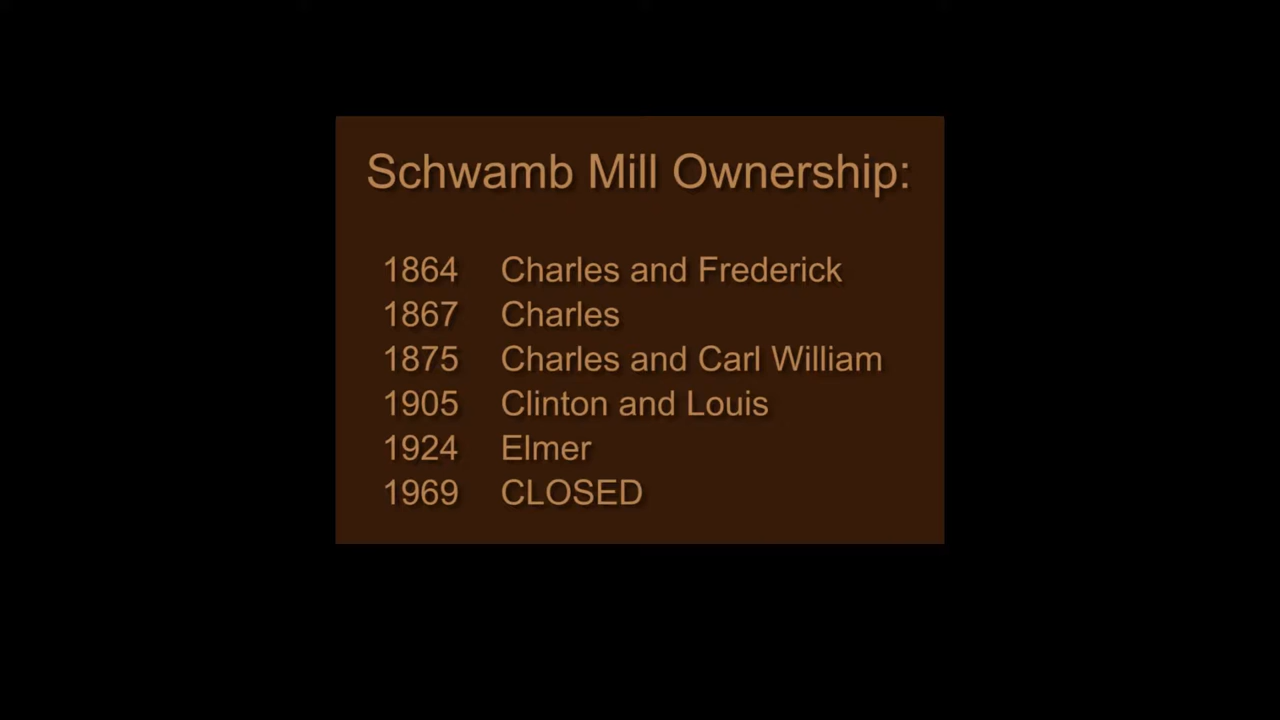 Schwamb Mill Ownership:
1864 Charles and Frederick
1867 Charles
1875 Charles and Carl William
1905 Clinton and Louis
1924 Elmer
1969 CLOSED